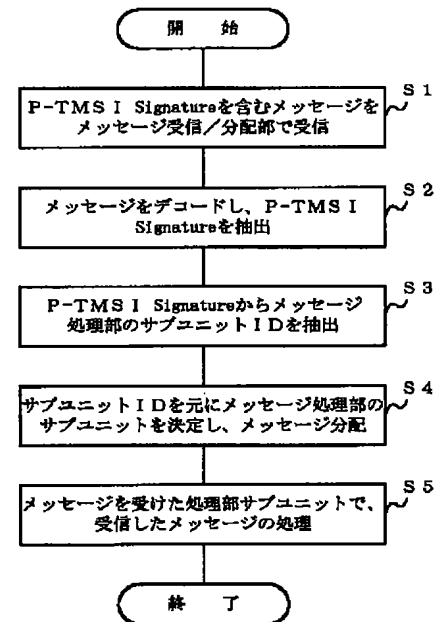 開 始
S1
P-TMSI Signatureを含むメッセージを
メッセージ受信／分配部で受信
S2
メッセージをデコードし、P-TMSI
Signatureを抽出
S3
P-TMSI Signatureからメッセージ
処理部のサブユニットIDを抽出
S4
サブユニットIDを元にメッセージ処理部の
サブユニットを決定し、メッセージ分配
S5
メッセージを受けた処理部サブユニットで、
受信したメッセージの処理
終 了